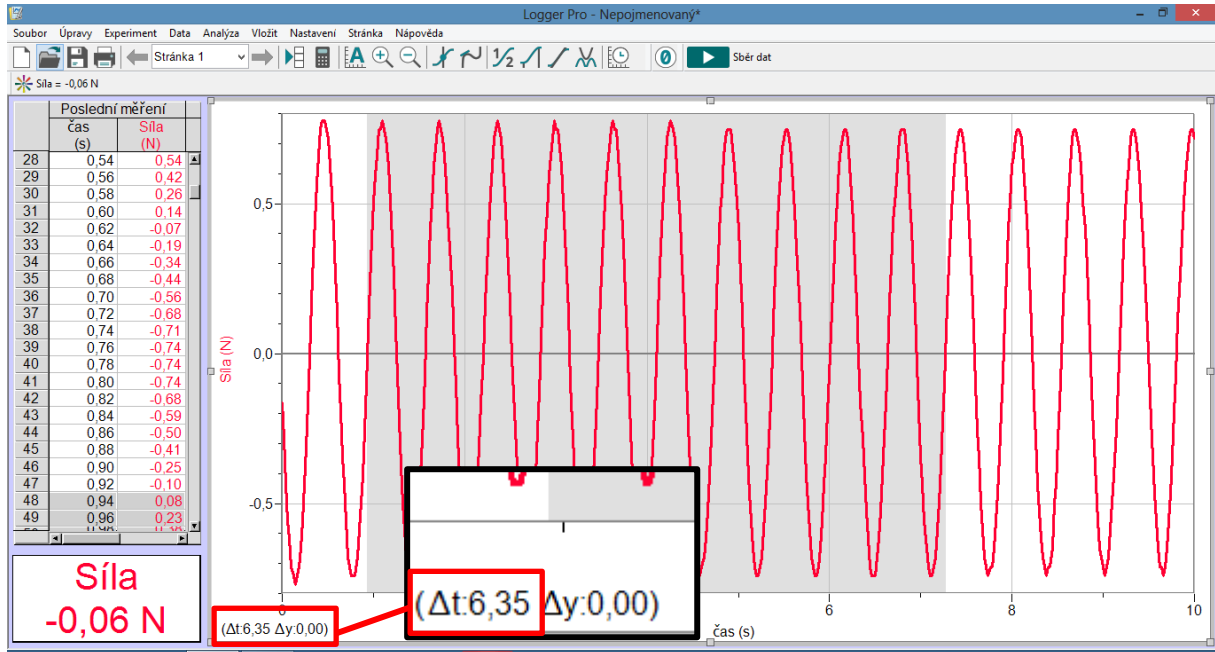 Logger Pro - Nepojmenovaný*
Soubor Úpravy Experiment Data Analýza Vložit Nastavení Stránka Nápověda
Stránka 1
Sběr dat
Síla = -0,06 N
Poslední měření
čas Síla
(s) (N)
28 0,54 0,54
29 0,56 0,42
30 0,58 0,26
31 0,60 0,14
32 0,62 -0,07
33 0,64 -0,19
34 0,66 -0,34
35 0,68 -0,44
36 0,70 -0,56
37 0,72 -0,68
38 0,74 -0,71
39 0,76 -0,74
40 0,78 -0,74
41 0,80 -0,74
42 0,82 -0,68
43 0,84 -0,59
44 0,86 -0,50
45 0,88 -0,41
46 0,90 -0,25
47 0,92 -0,10
48 0,94 0,08
49 0,96 0,23
Síla
-0,06 N
Síla (N)
0,5
0,0
-0,5
0 6 8 10
čas (s)
(Δt:6,35 Δy:0,00)
(Δt:6,35 Δy:0,00)